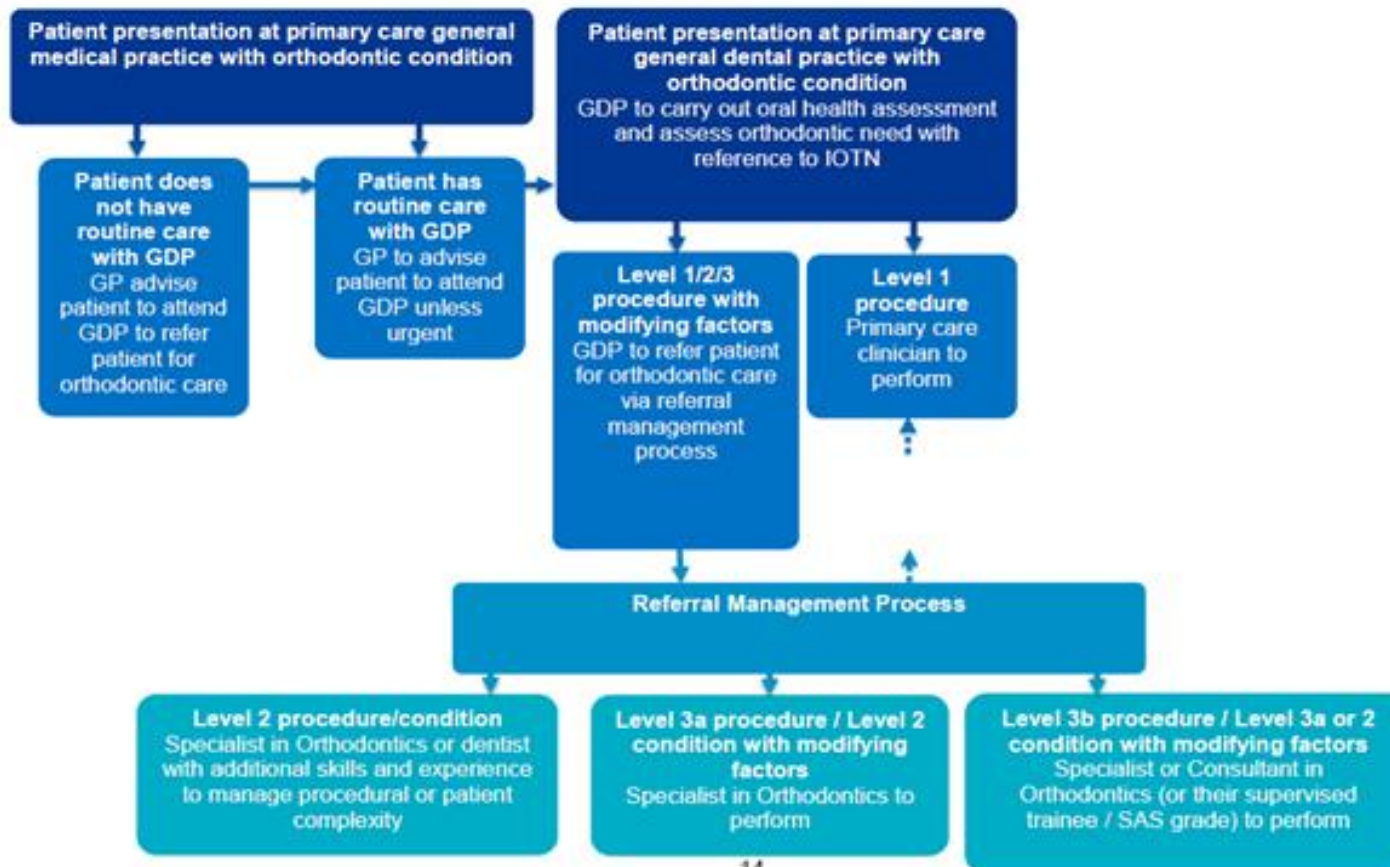 Patient presentation at primary care general
medical practice with orthodontic condition
Patient presentation at primary care
general dental practice with
orthodontic condition
GDP to carry out oral health assessment
and assess orthodontic need with
reference to IOTN
Patient does
not have
routine care
with GDP
GP advise
patient to attend
GDP to refer
patient for
orthodontic care
Patient has
routine care
with GDP
GP to advise
patient to attend
GDP unless
urgent
Level 1/2/3
procedure with
modifying factors
GDP to refer patient
for orthodontic care
via referral
management
process
Level 1
procedure
Primary care
clinician to
perform
Referral Management Process
Level 2 procedure/condition
Specialist in Orthodontics or dentist
with additional skills and experience
to manage procedural or patient
complexity
Level 3a procedure / Level 2
condition with modifying
factors
Specialist in Orthodontics to
perform
Level 3b procedure / Level 3a or 2
condition with modifying factors
Specialist or Consultant in
Orthodontics (or their supervised
trainee / SAS grade) to perform